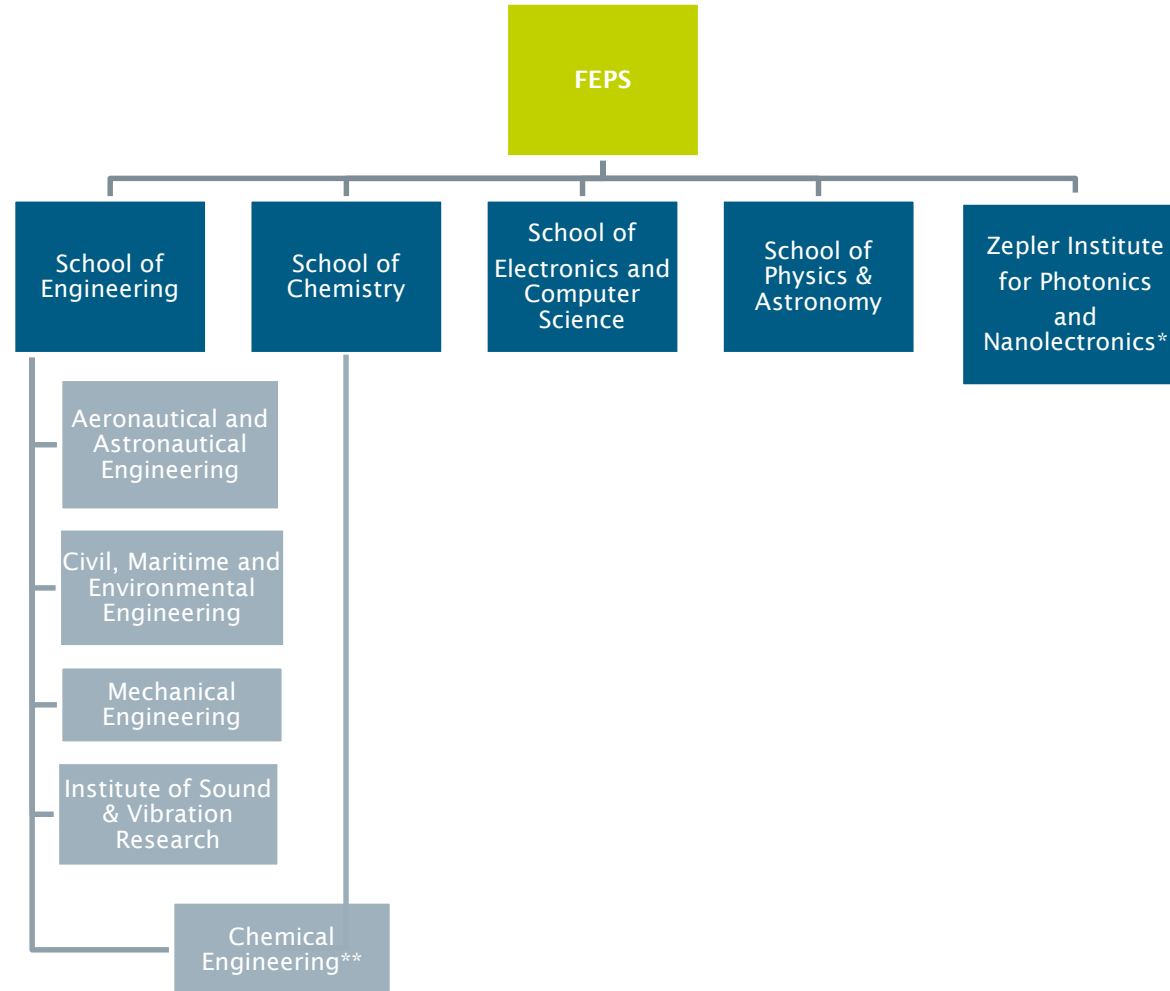 FEPS
School of
Engineering
School of
Chemistry
School of
Electronics and
Computer
Science
School of
Physics &
Astronomy
Zepler Institute
for Photonics
and
Nanolectronics*
Aeronautical and
Astronautical
Engineering
Civil, Maritime and
Environmental
Engineering
Mechanical
Engineering
Institute of Sound
& Vibration
Research
Chemical
Engineering**